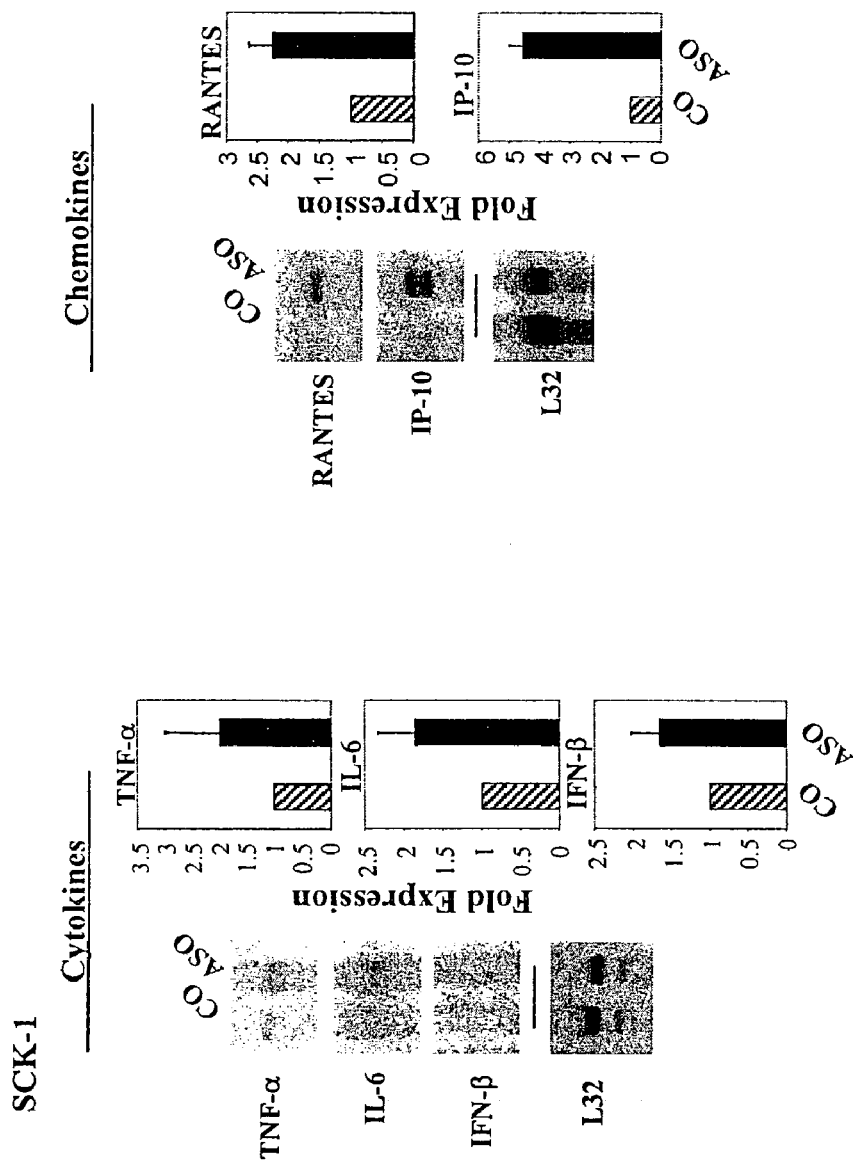 SCK-1
Cytokines
CO ASO
TNF-α
IL-6
IFN-β
L32
TNF-α
3.5
3
2.5
2
1.5
1
0.5
0
IL-6
2.5
2
1.5
1
0.5
0
IFN-β
2.5
2
1.5
1
0.5
0
Fold Expression
CO ASO
Chemokines
CO ASO
RANTES
IP-10
L32
RANTES
3
2.5
2
1.5
1
0.5
0
IP-10
6
5
4
3
2
1
0
Fold Expression
CO ASO